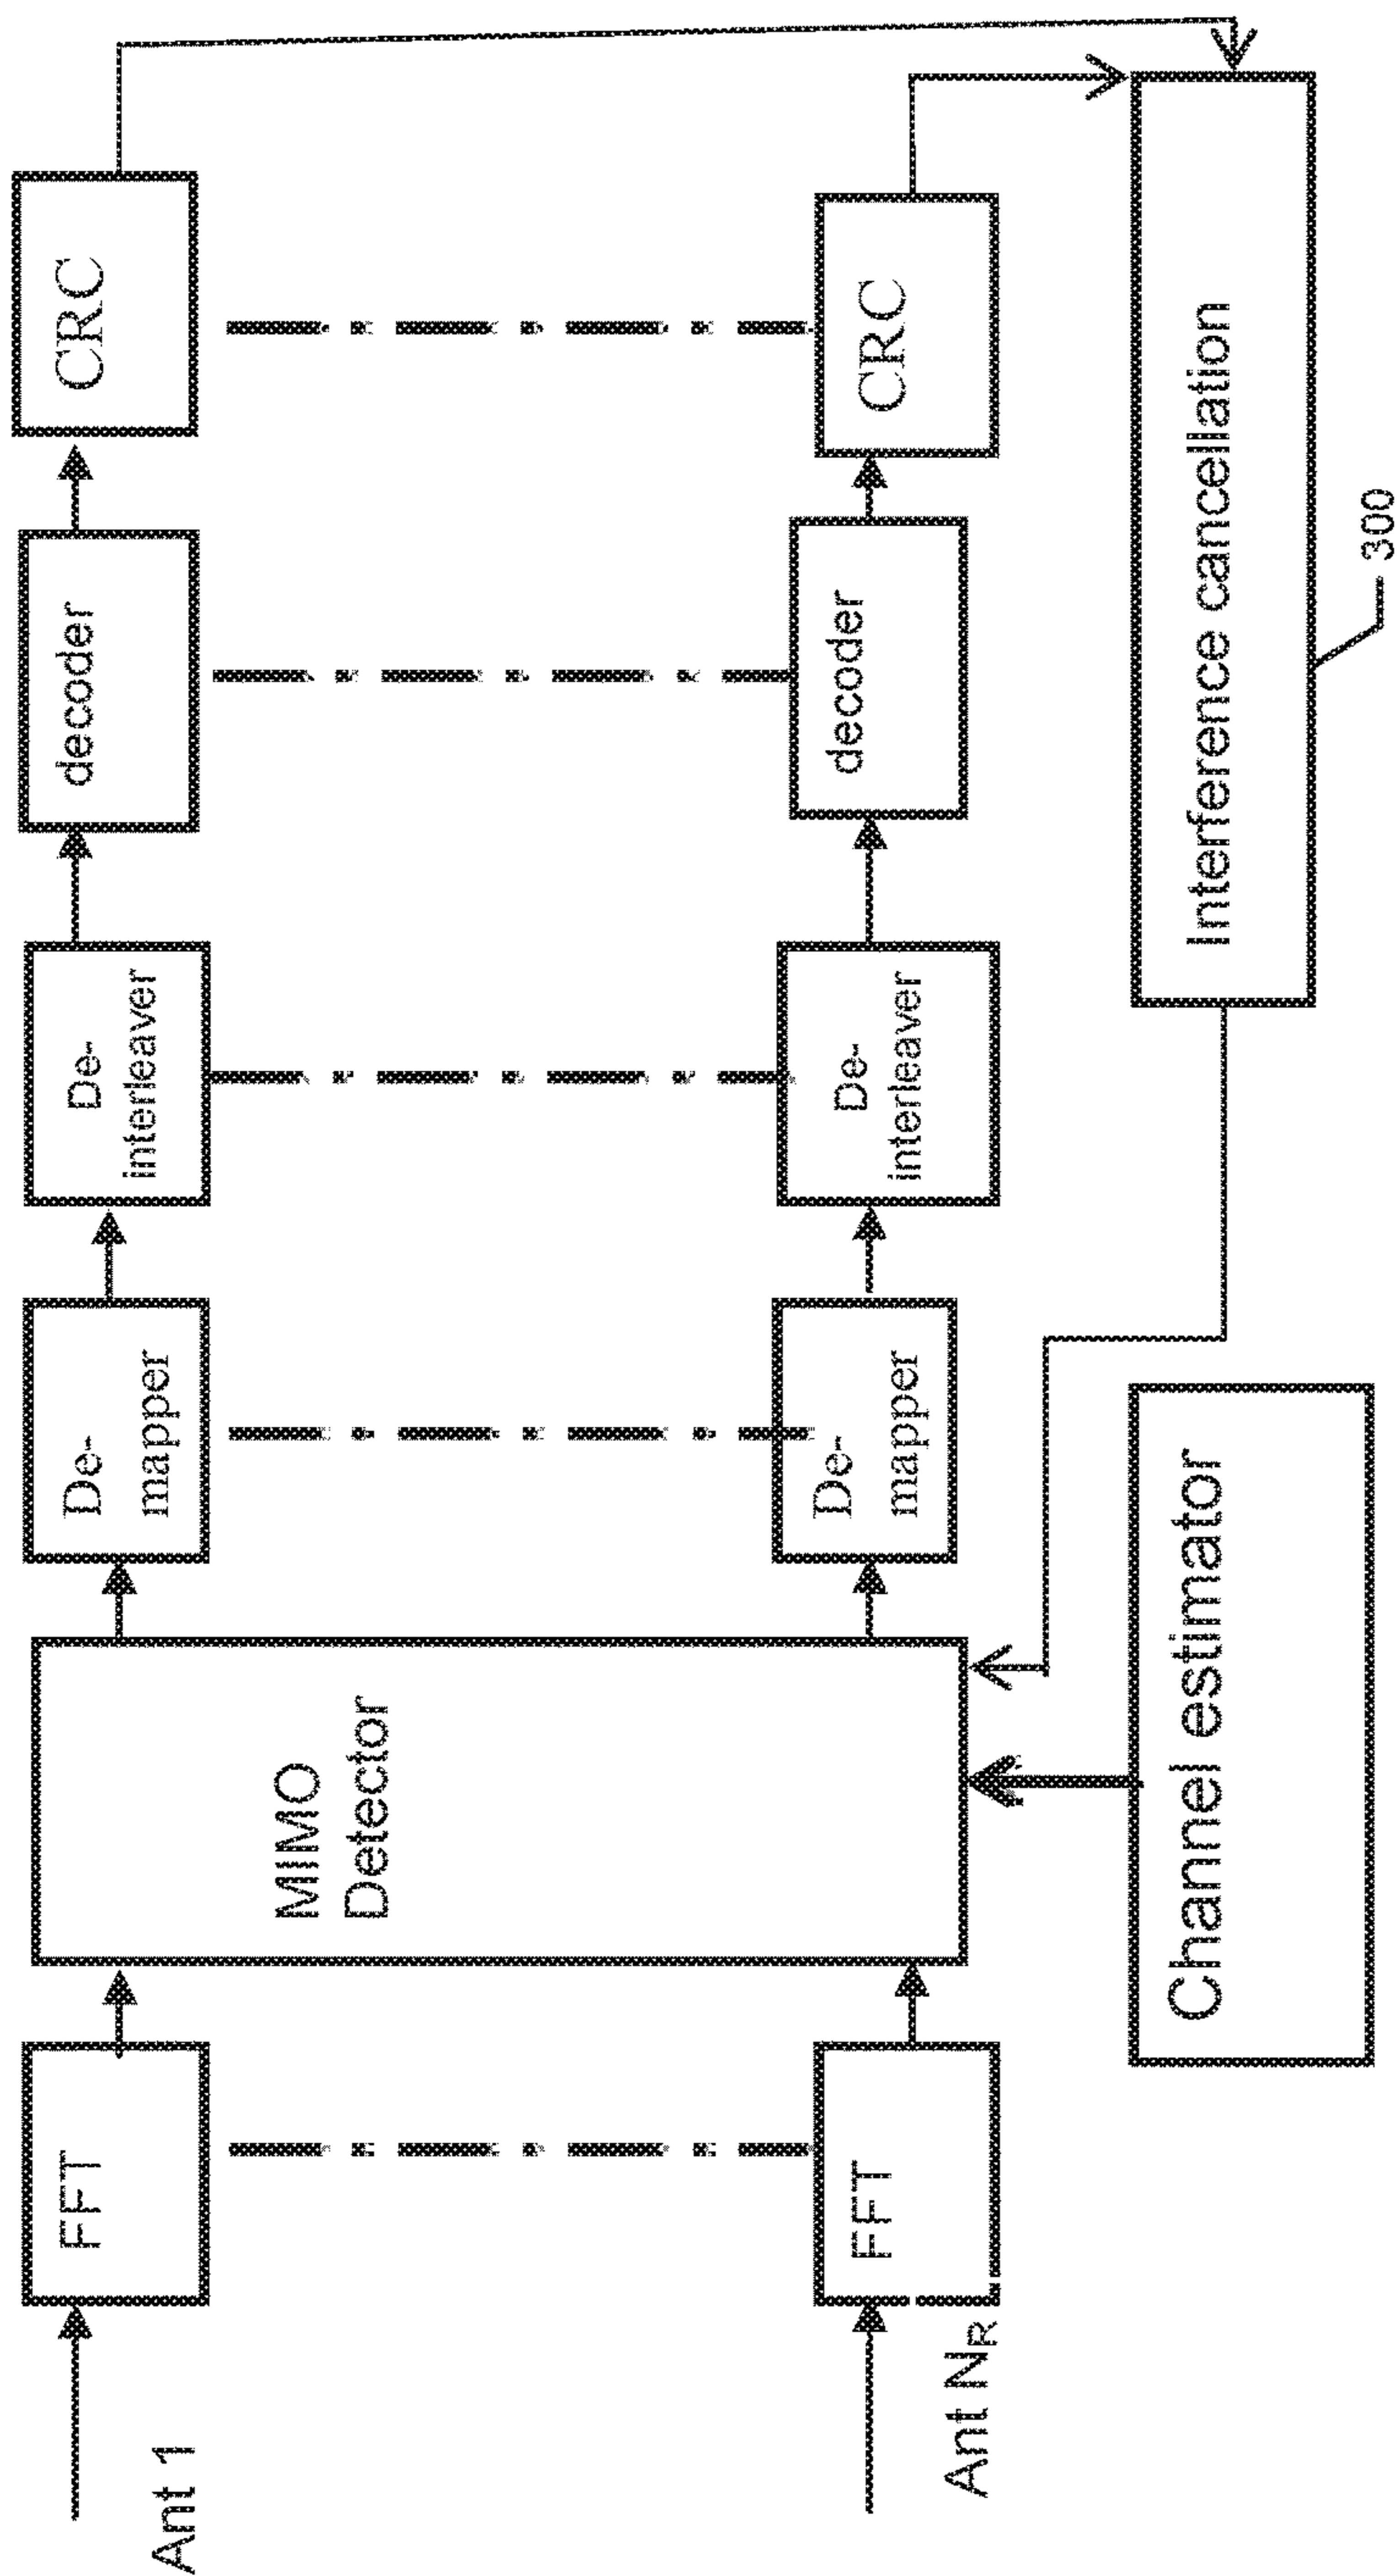 Ant 1
FFT
MIMO
Detector
De-
mapper
De-
interleaver
decoder
CRC
Ant NR
FFT
De-
mapper
De-
interleaver
decoder
CRC
Channel estimator
Interference cancellation
300